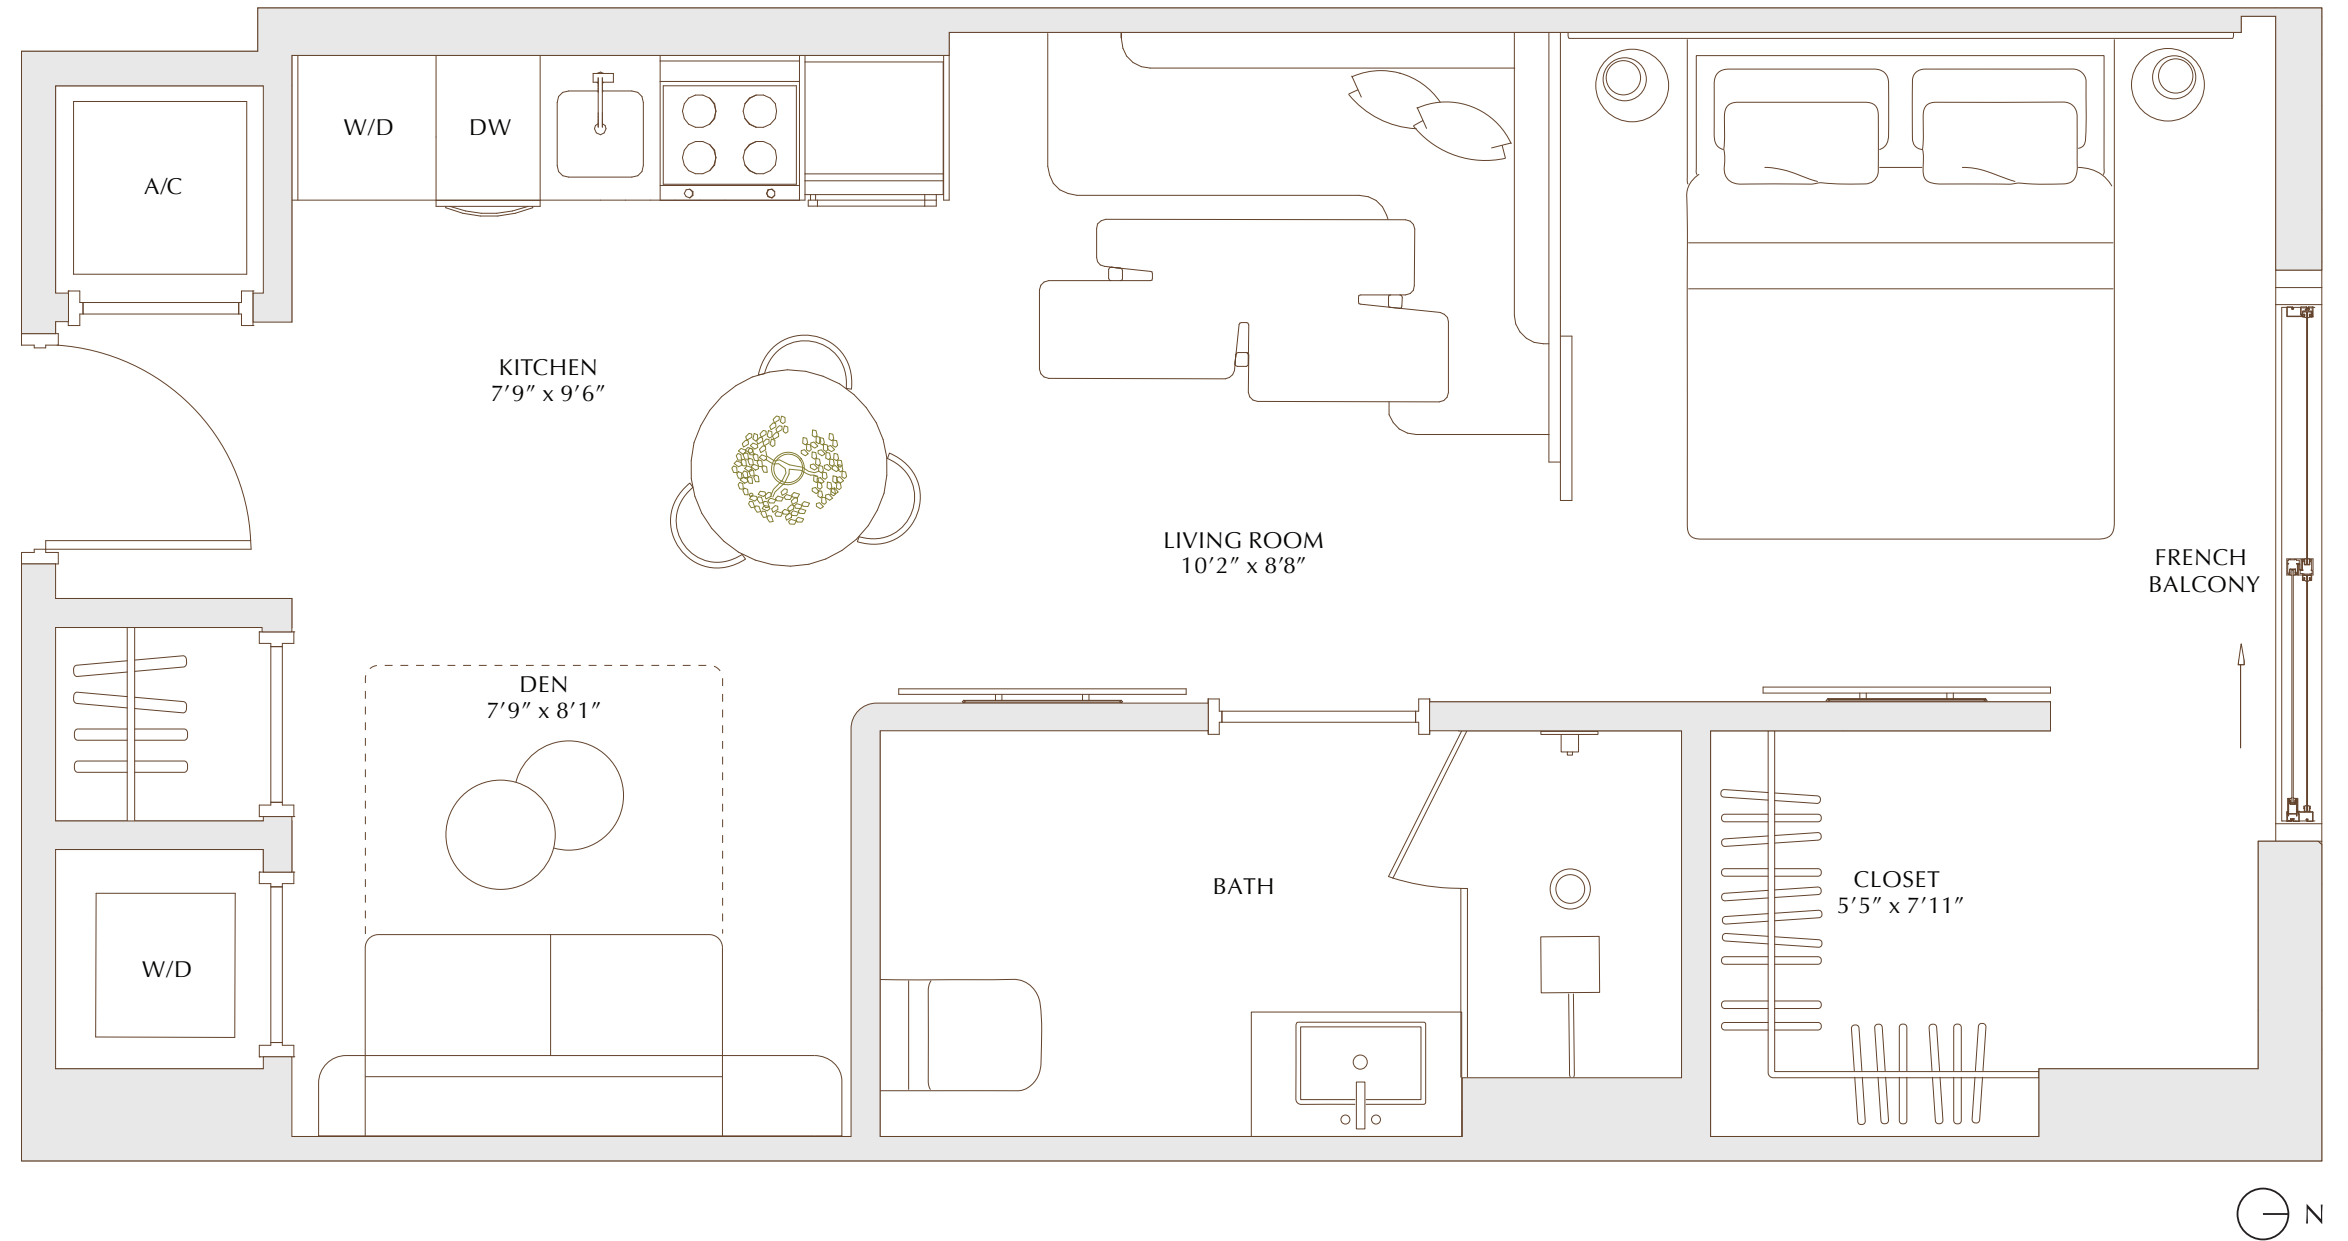 W/D
DW
A/C
KITCHEN
7’9” x 9’6”
LIVING ROOM
10’2” x 8’8”
FRENCH
BALCONY
DEN
7’9” x 8’1”
BATH
CLOSET
5’5” x 7’11”
W/D
N